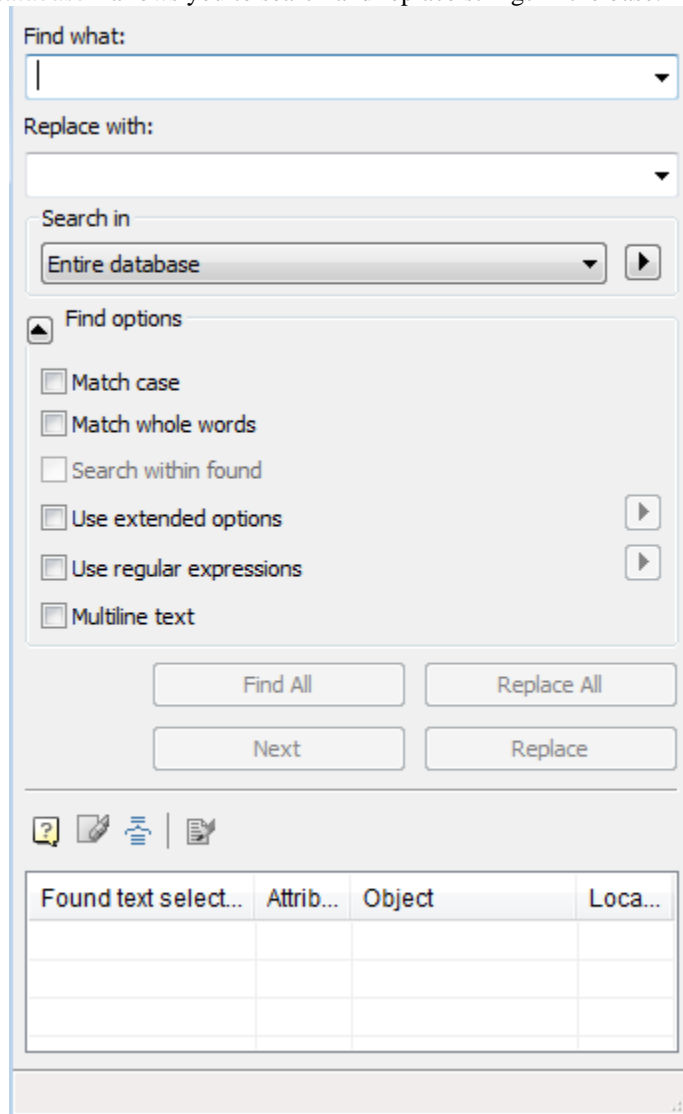 Find what:
Replace with:
Search in
Entire database
Find options
Match case
Match whole words
Search within found
Use extended options
Use regular expressions
Multiline text
Find All Replace All
Next Replace
Found text select... Attrib... Object Loca...